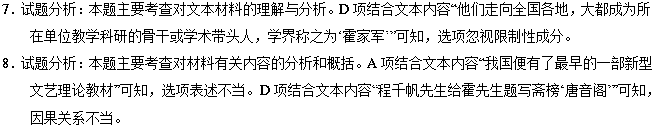 7．试题分析：本题主要考查对文本材料的理解与分析。D 项结合文本内容“他们走向全国各地，大都成为所
在单位教学科研的骨干或学术带头人，学界称之为‘霍家军’”可知，选项忽视限制性成分。
8．试题分析：本题主要考查对材料有关内容的分析和概括。A 项结合文本内容“我国便有了最早的一部新型
文艺理论教材”可知，选项表述不当。D 项结合文本内容“程千帆先生给霍先生题写斋榜‘唐音阁’”可知，
因果关系不当。